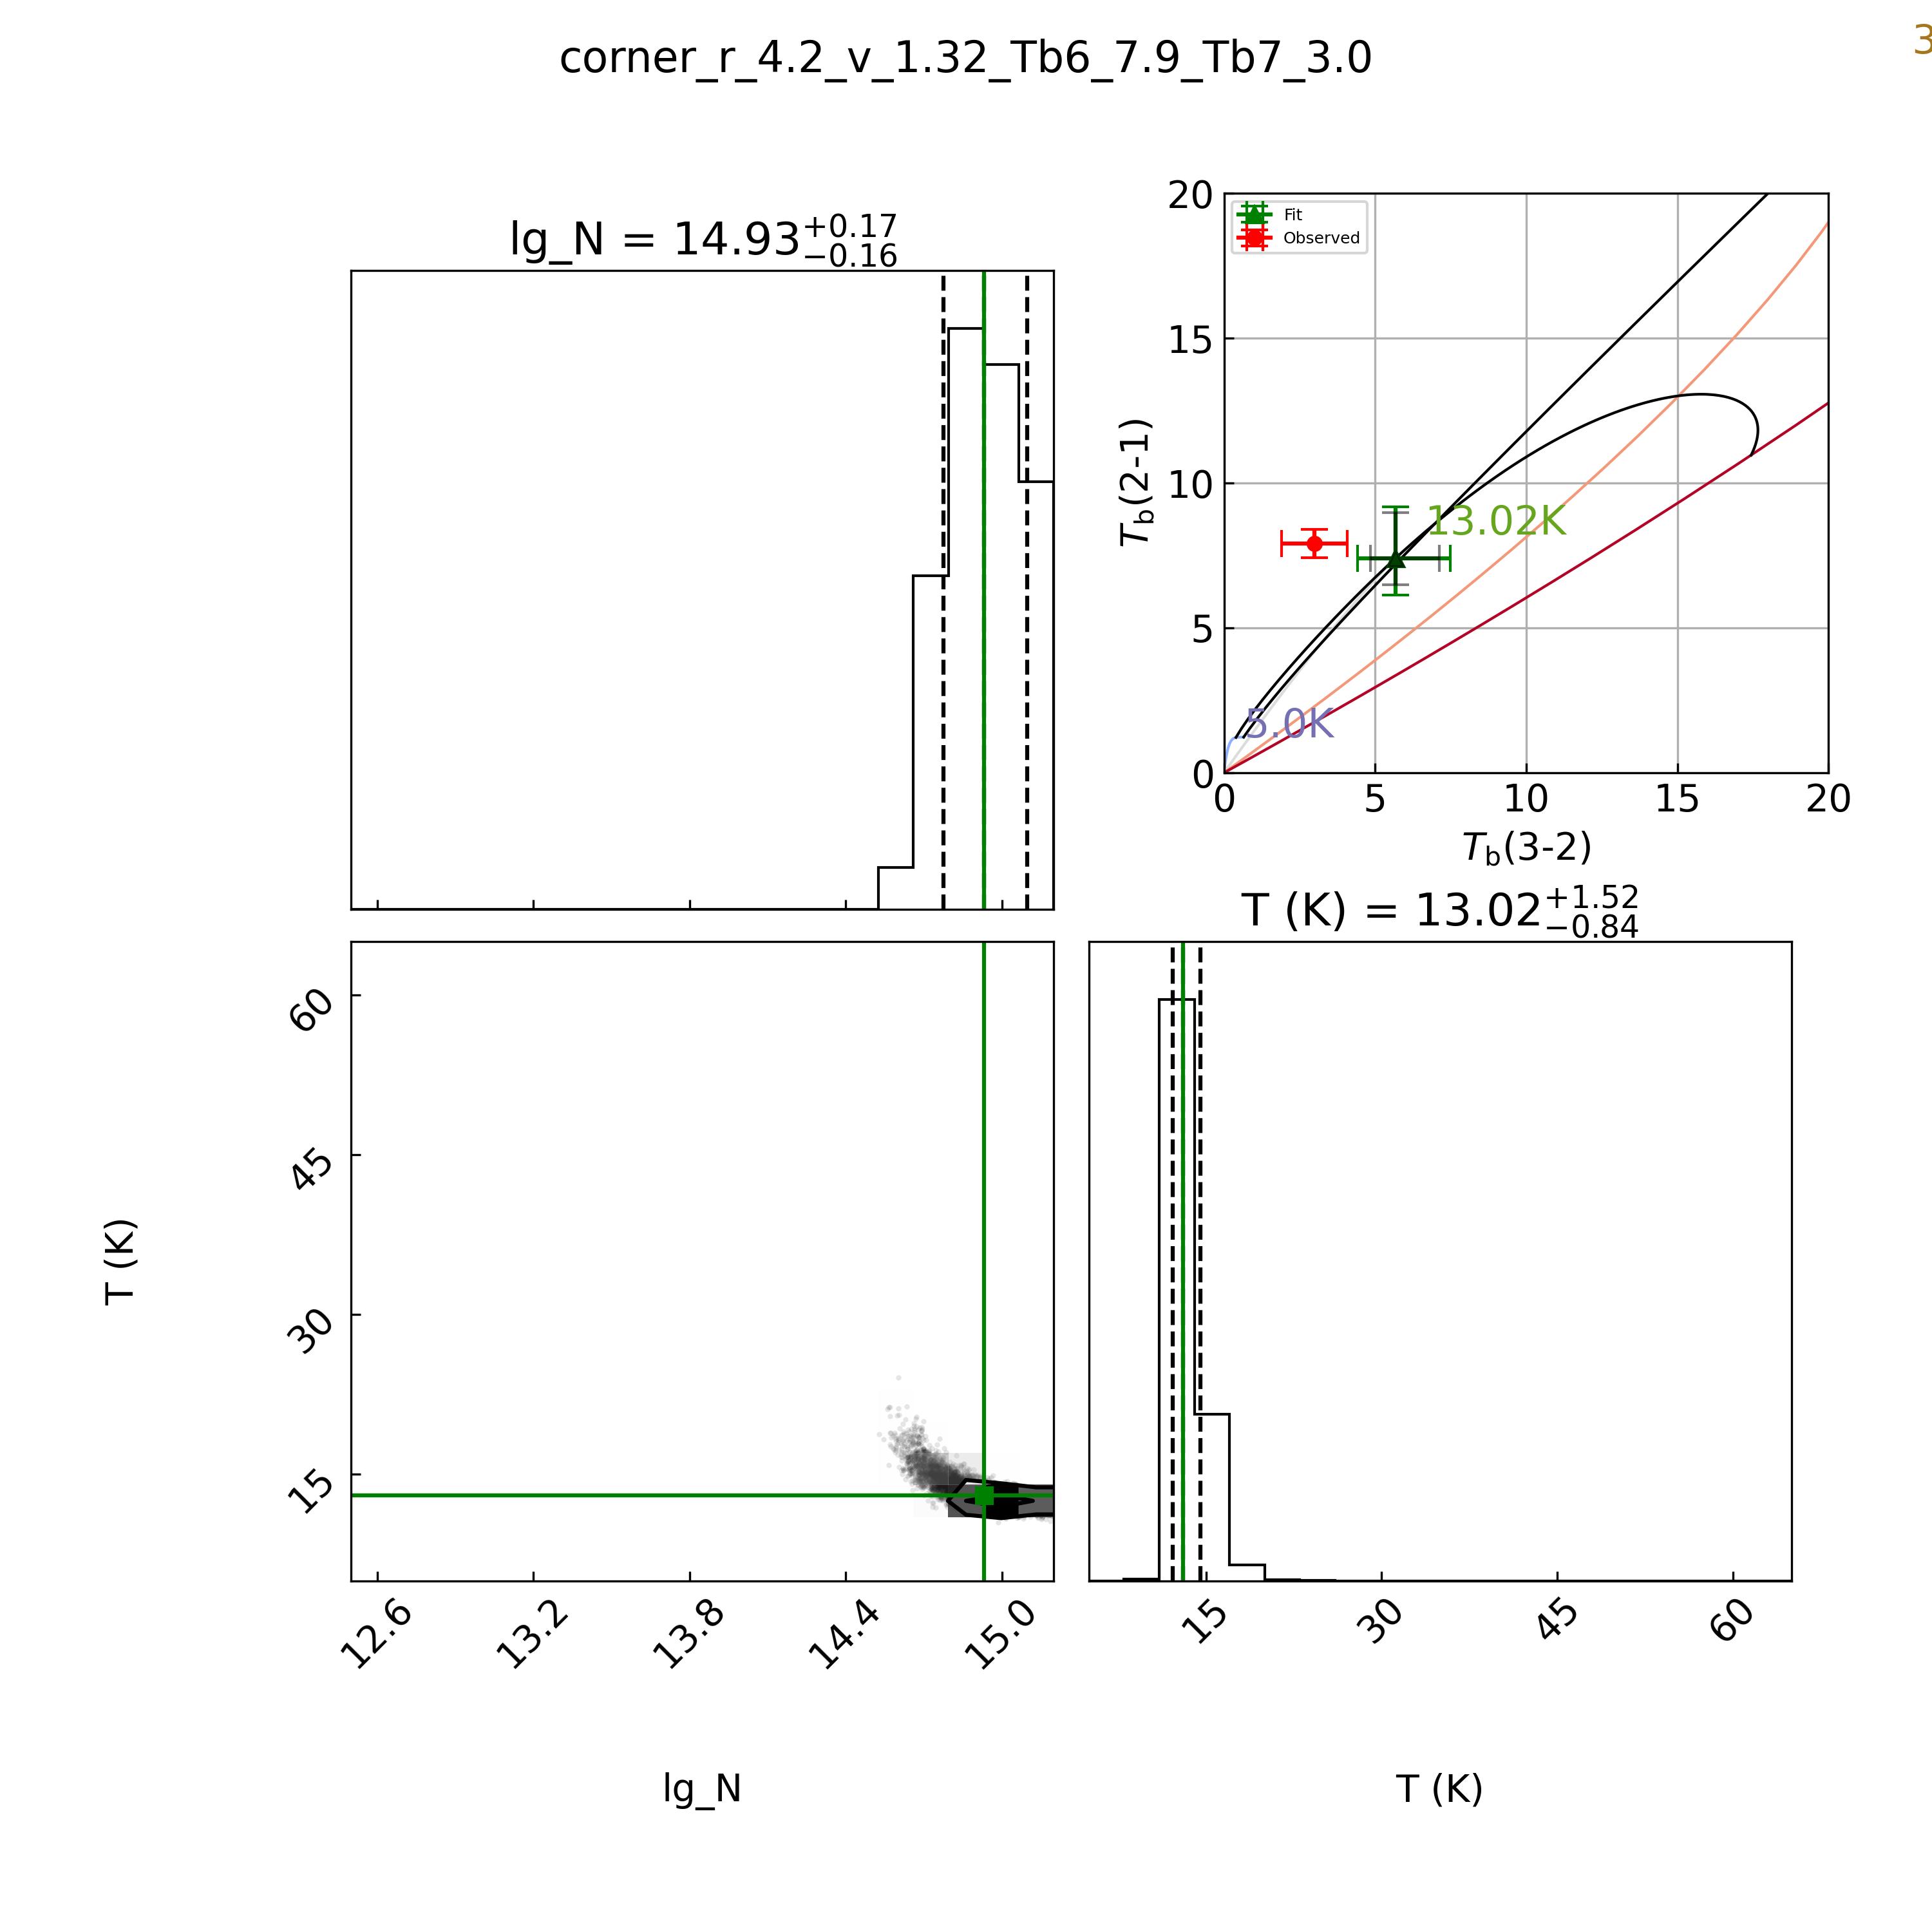 corner_r_4.2_v_1.32_Tb6_7.9_Tb7_3.0
3
lg_N = 14.93+0.17−0.16
Fit
Observed
20
15
10
5
0
Tb(2-1)
13.02K
5.0K
0 5 10 15 20
Tb(3-2)
T (K) = 13.02+1.52−0.84
60
45
30
15
T (K)
12.6 13.2 13.8 14.4 15.0
lg_N
15 30 45 60
T (K)